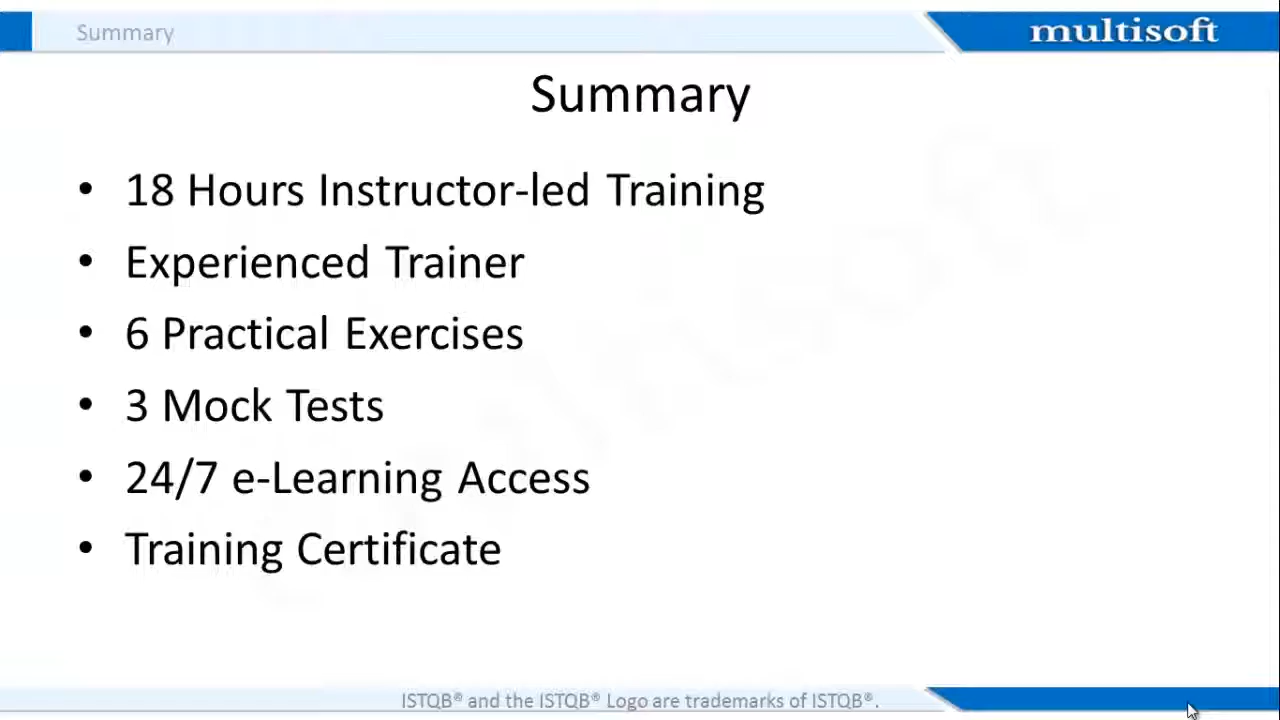 Summary
multisoft
Summary
• 18 Hours Instructor-led Training
• Experienced Trainer
• 6 Practical Exercises
• 3 Mock Tests
• 24/7 e-Learning Access
• Training Certificate
ISTQB® and the ISTQB® Logo are trademarks of ISTQB®.